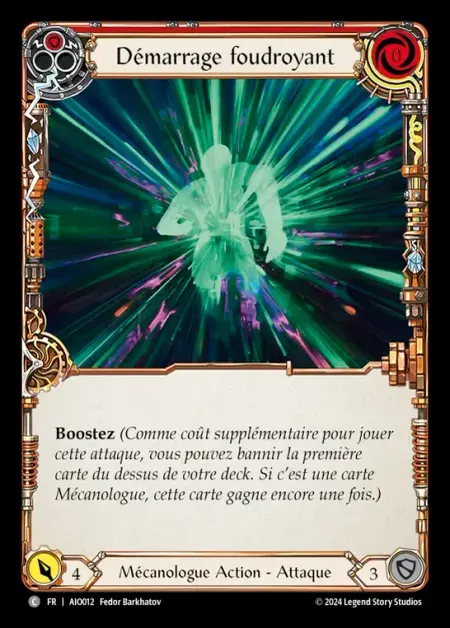 Démarrage foudroyant
0
Boostez (Comme coût supplémentaire pour jouer
cette attaque, vous pouvez bannir la première
carte du dessus de votre deck. Si c'est une carte
Mécanologue, cette carte gagne encore une fois.)
4
Mécanologue Action - Attaque
3
C FR | AIO012 Fedor Barkhatov
© 2024 Legend Story Studios